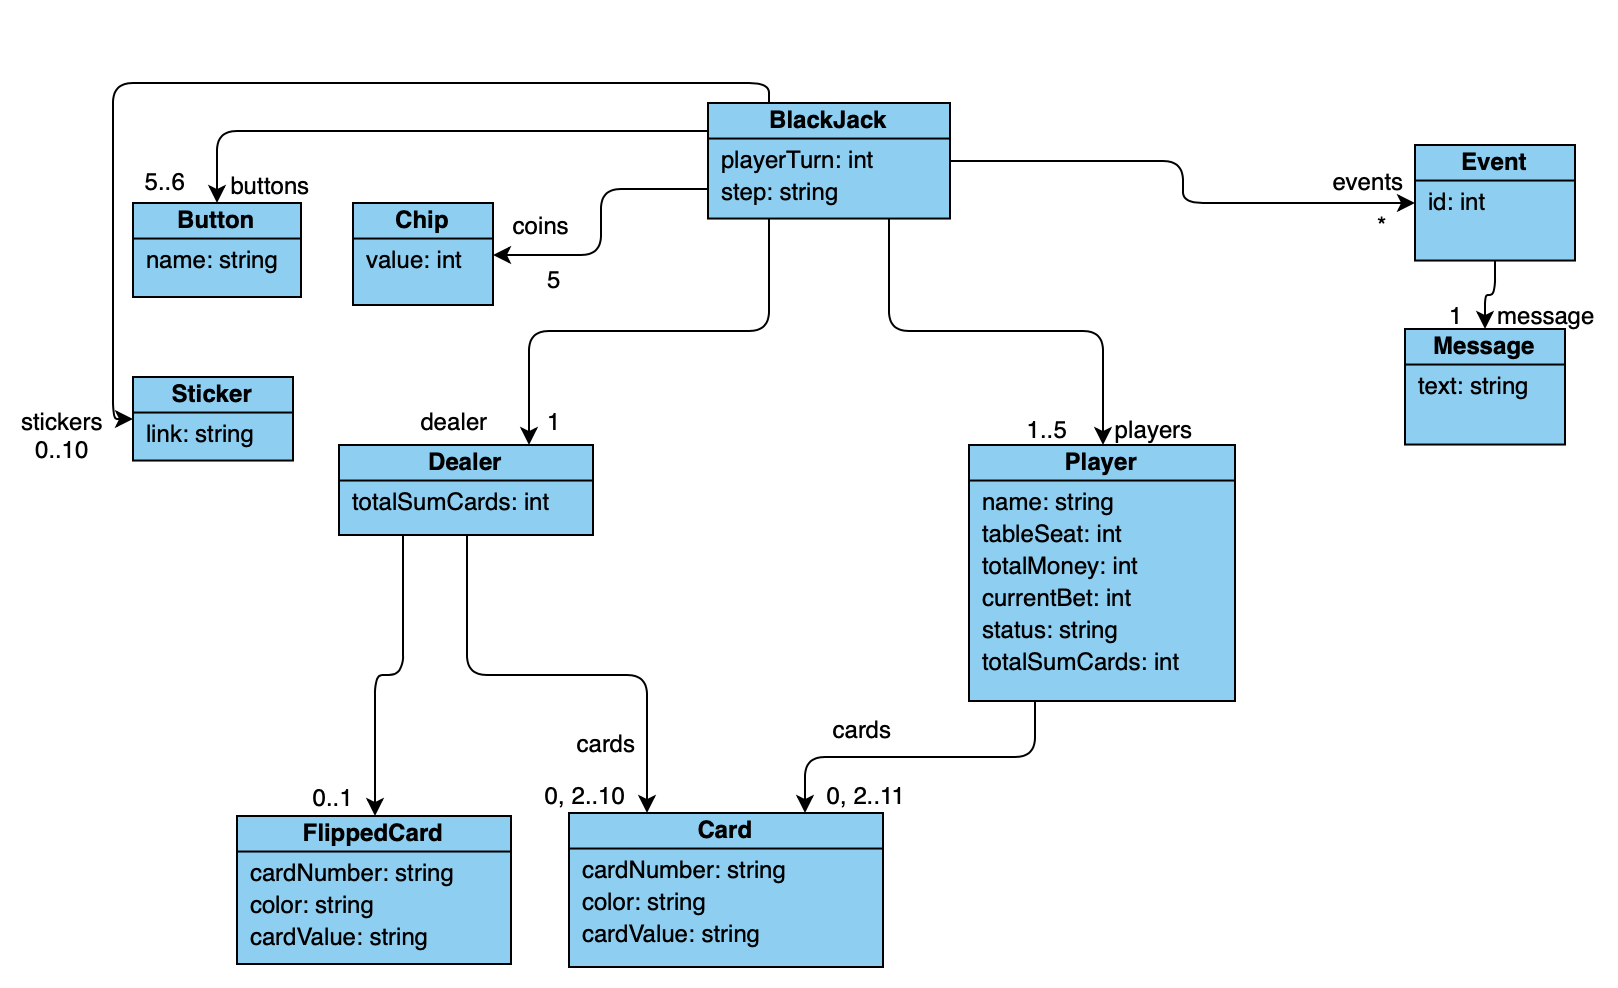 BlackJack
playerTurn: int
step: string
5..6
buttons
Button
name: string
Chip
value: int
coins
5
events
*
Event
id: int
1
message
Message
text: string
stickers
0..10
Sticker
link: string
dealer
1
Dealer
totalSumCards: int
1..5
players
Player
name: string
tableSeat: int
totalMoney: int
currentBet: int
status: string
totalSumCards: int
cards
cards
0..1
0, 2..10
0, 2..11
FlippedCard
cardNumber: string
color: string
cardValue: string
Card
cardNumber: string
color: string
cardValue: string